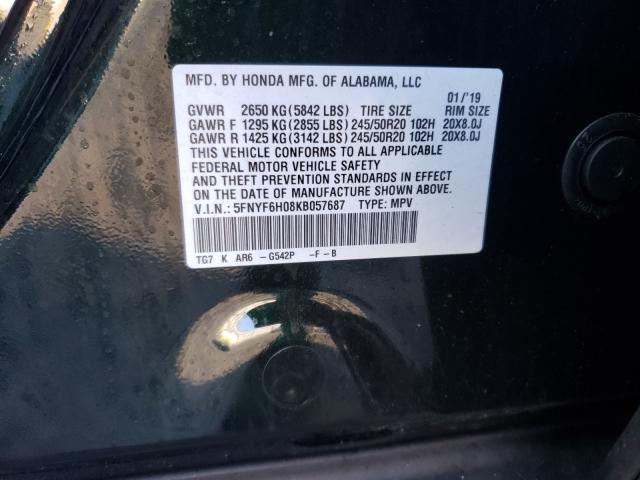 MFD. BY HONDA MFG. OF ALABAMA, LLC
01/'19
GVWR 2650 KG (5842 LBS) TIRE SIZE RIM SIZE
GAWR F 1295 KG (2855 LBS) 245/50R20 102H 20X8.0J
GAWR R 1425 KG (3142 LBS) 245/50R20 102H 20X8.0J
THIS VEHICLE CONFORMS TO ALL APPLICABLE
FEDERAL MOTOR VEHICLE SAFETY
AND THEFT PREVENTION STANDARDS IN EFFECT
ON THE DATE OF MANUFACTURE SHOWN ABOVE.
V.I.N.: 5FNYF6H08KB057687 TYPE: MPV
TG7 K AR6 - G542P -F-B